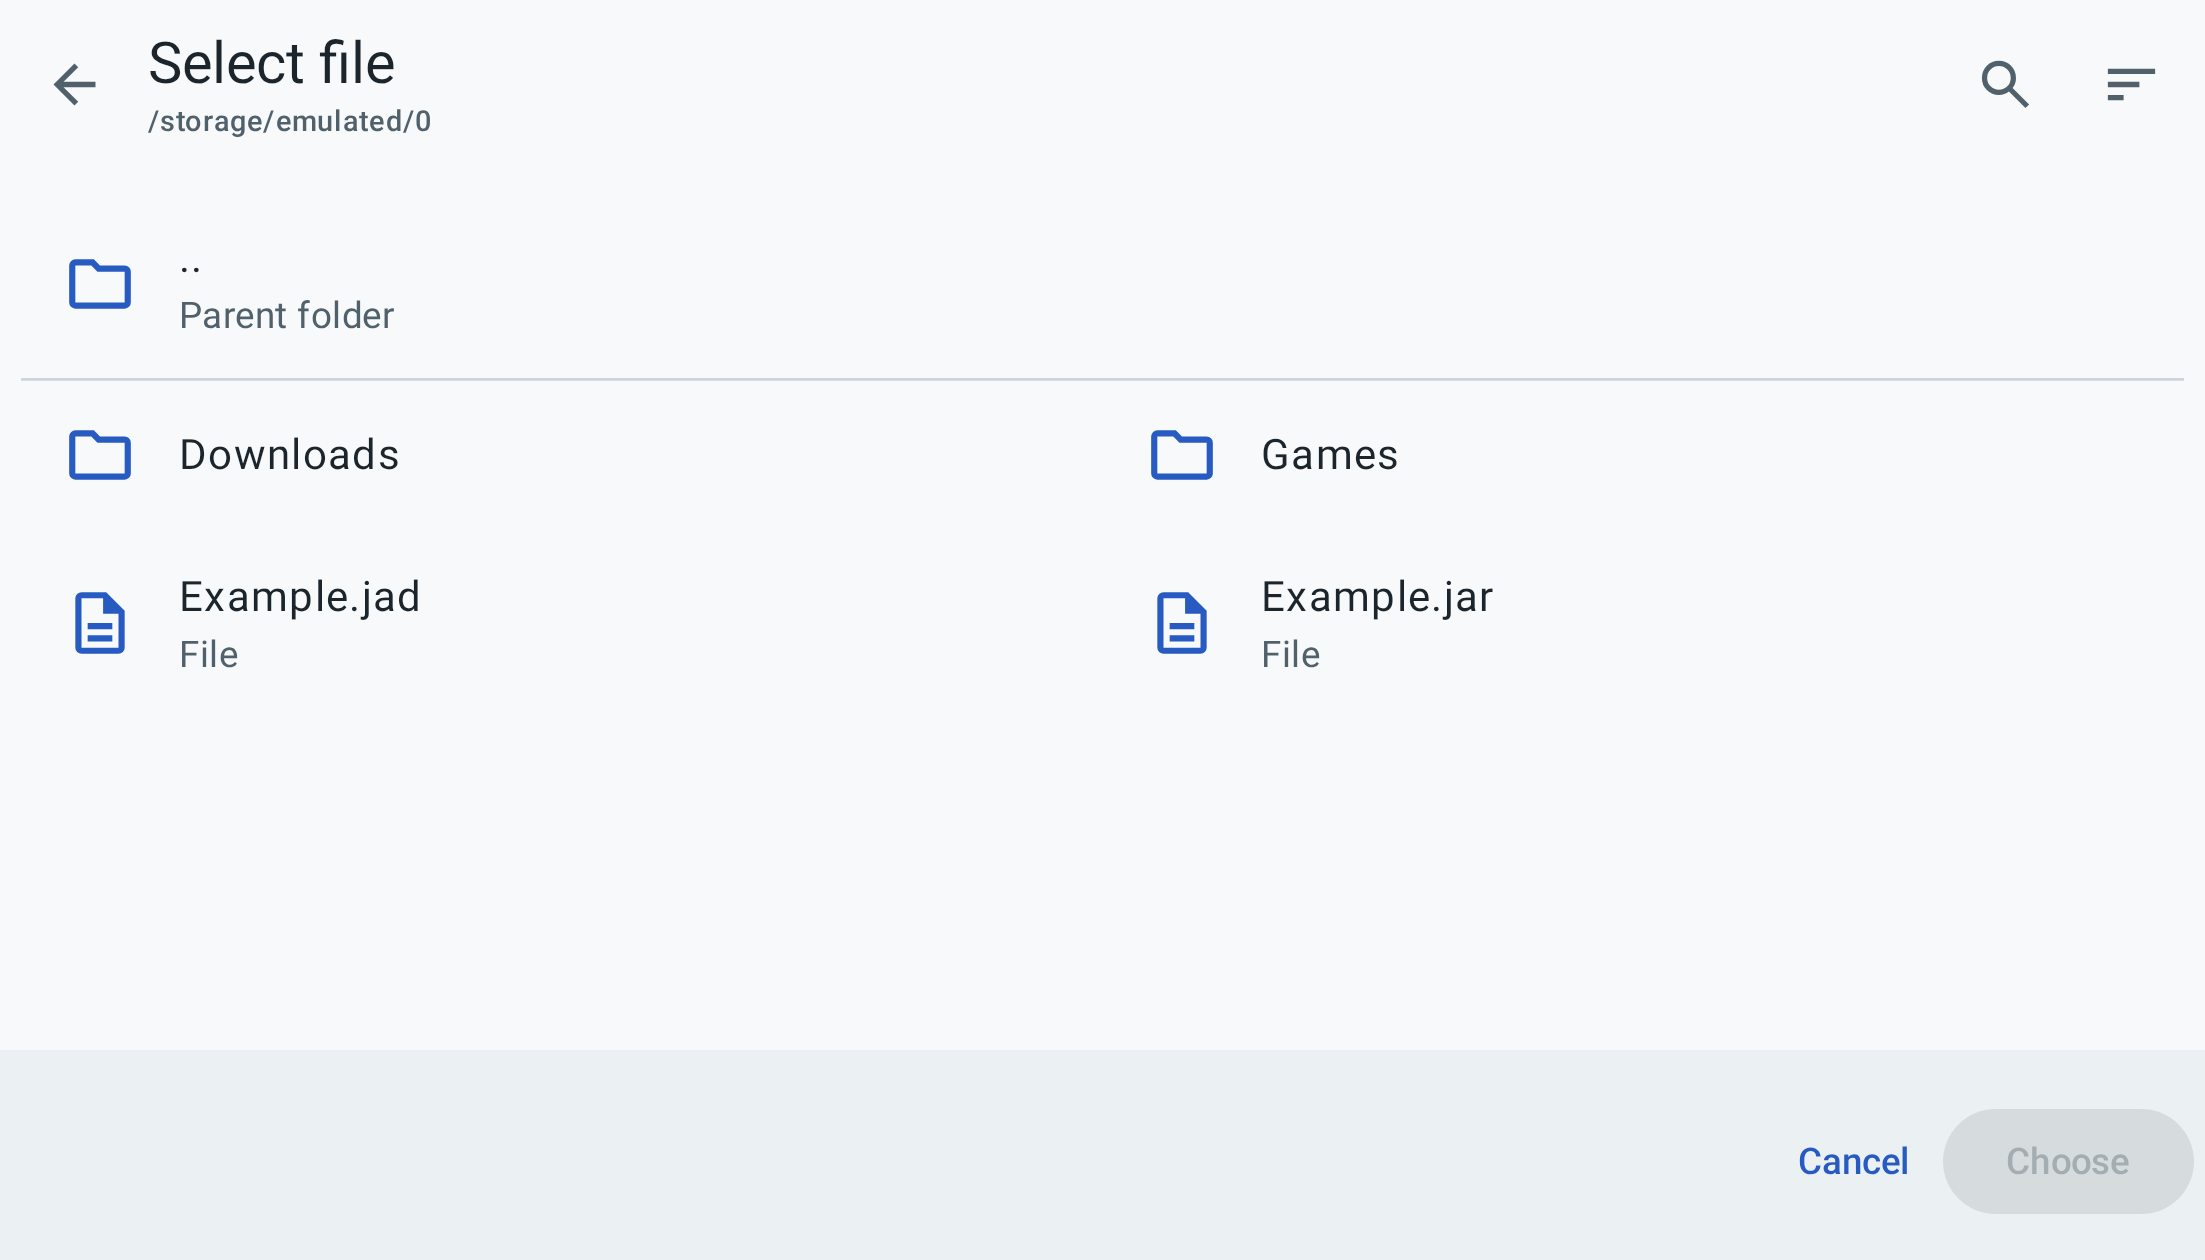 Select file
/storage/emulated/0
..
Parent folder
Downloads
Games
Example.jad
File
Example.jar
File
Cancel
Choose